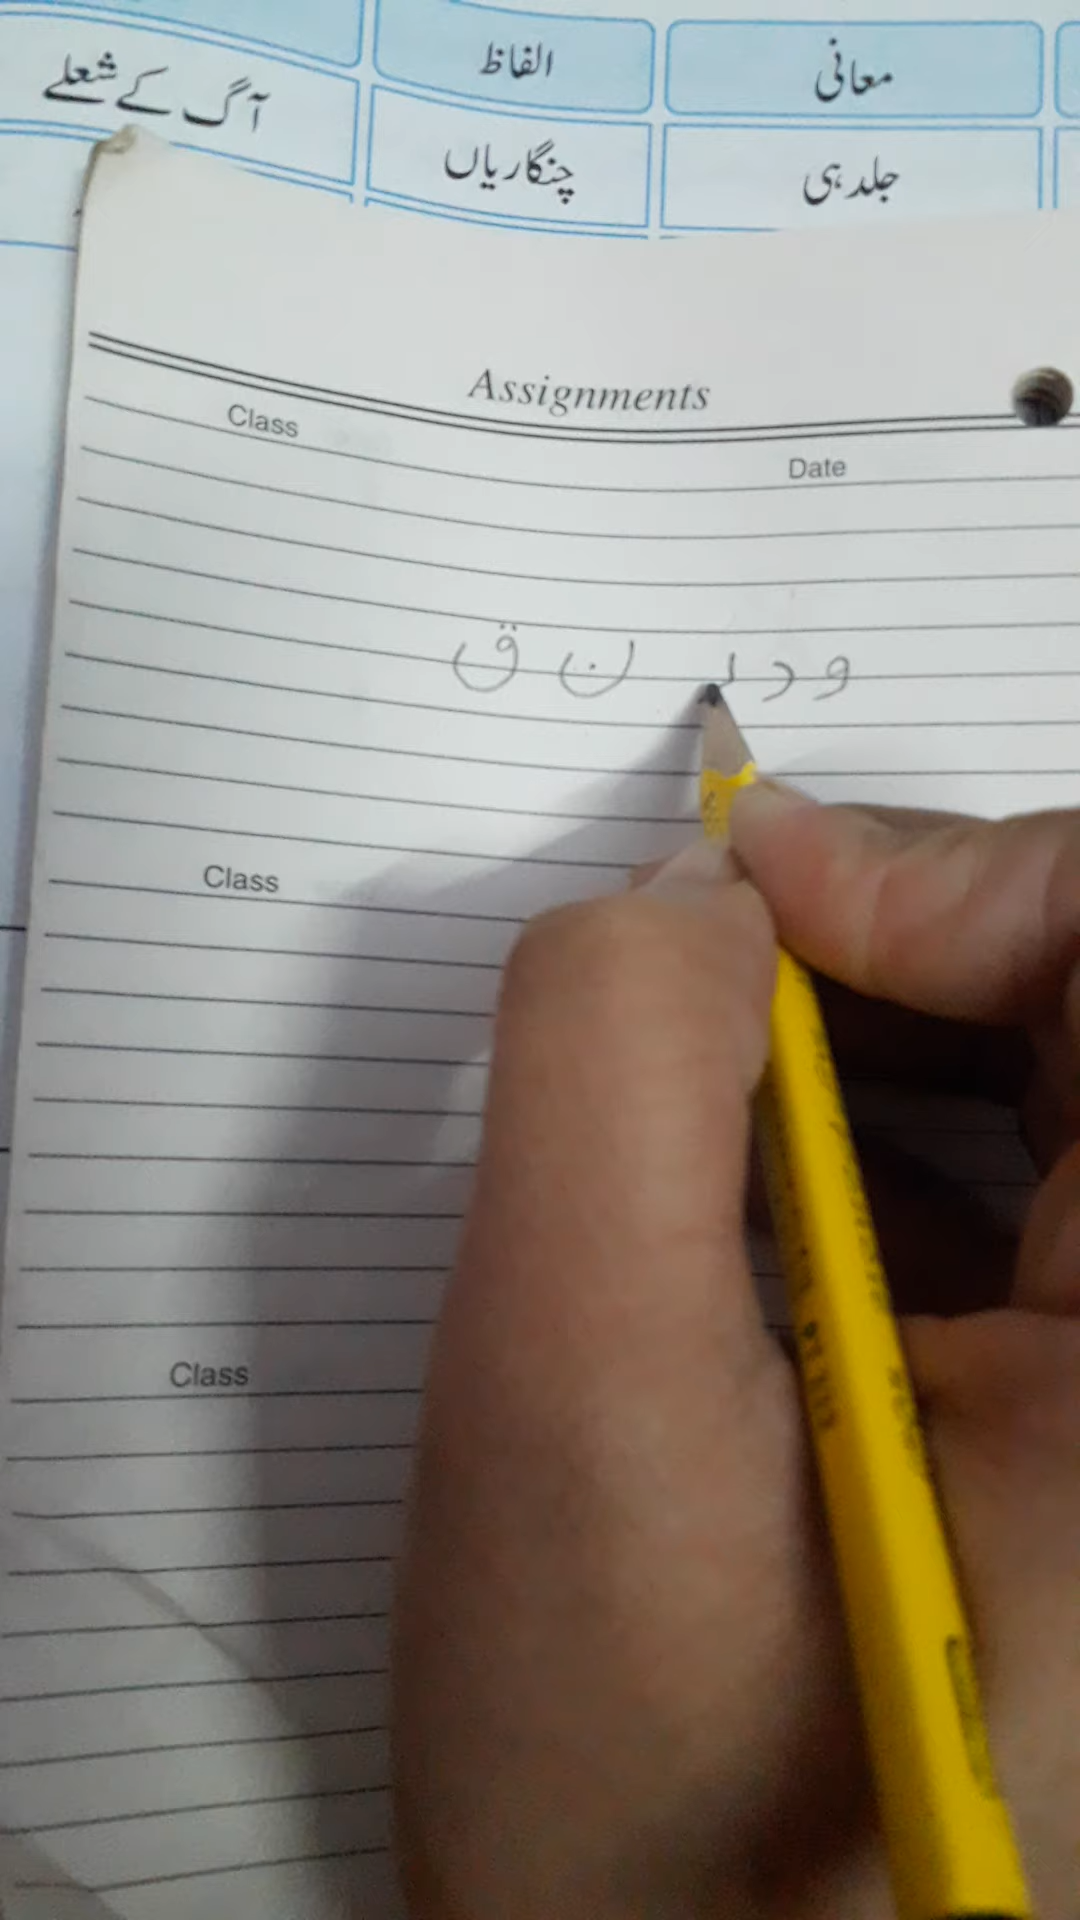 معانی الفاظ آگ کے شعلے
جلد ہی چنگاریاں
Assignments
Class Date
و د ر ن ق
Class
Class